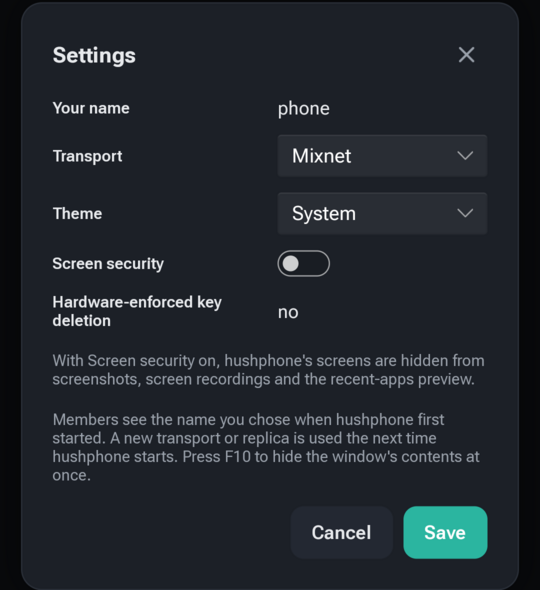 Settings
Your name phone
Transport Mixnet
Theme System
Screen security
Hardware-enforced key
deletion no
With Screen security on, hushphone's screens are hidden from
screenshots, screen recordings and the recent-apps preview.
Members see the name you chose when hushphone first
started. A new transport or replica is used the next time
hushphone starts. Press F10 to hide the window's contents at
once.
Cancel Save